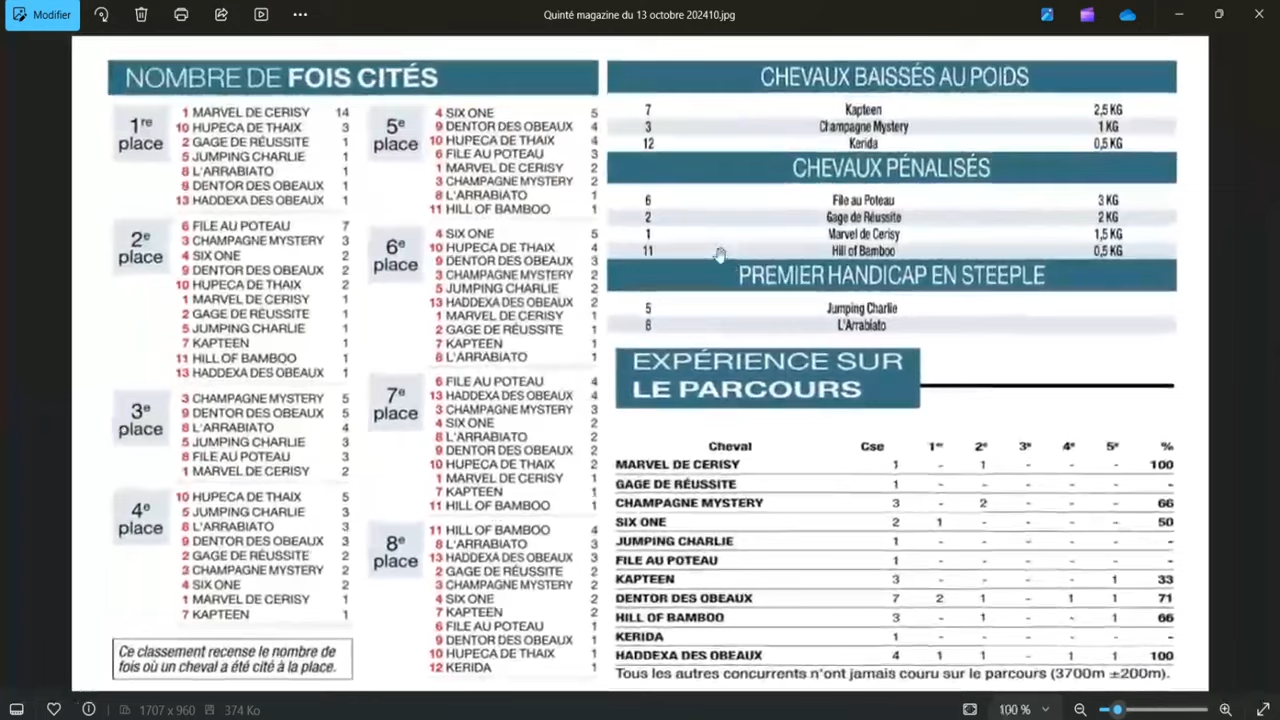 Modifier
Quinté magazine du 13 octobre 202410.jpg
NOMBRE DE FOIS CITÉS
1re place
1 MARVEL DE CERISY 14
10 HUPECA DE THAIX 3
2 GAGE DE RÉUSSITE 1
5 JUMPING CHARLIE 1
8 L'ARRABIATO 1
9 DENTOR DES OBEAUX 1
13 HADDEXA DES OBEAUX 1
2e place
6 FILE AU POTEAU 7
3 CHAMPAGNE MYSTERY 3
4 SIX ONE 2
9 DENTOR DES OBEAUX 2
10 HUPECA DE THAIX 2
1 MARVEL DE CERISY 1
2 GAGE DE RÉUSSITE 1
5 JUMPING CHARLIE 1
7 KAPTEEN 1
11 HILL OF BAMBOO 1
13 HADDEXA DES OBEAUX 1
3e place
3 CHAMPAGNE MYSTERY 5
9 DENTOR DES OBEAUX 5
8 L'ARRABIATO 4
5 JUMPING CHARLIE 3
6 FILE AU POTEAU 3
1 MARVEL DE CERISY 2
4e place
10 HUPECA DE THAIX 5
5 JUMPING CHARLIE 3
8 L'ARRABIATO 3
9 DENTOR DES OBEAUX 3
2 GAGE DE RÉUSSITE 2
3 CHAMPAGNE MYSTERY 2
4 SIX ONE 2
1 MARVEL DE CERISY 1
7 KAPTEEN 1
Ce classement recense le nombre de
fois où un cheval a été cité à la place.
5e place
4 SIX ONE 5
9 DENTOR DES OBEAUX 4
10 HUPECA DE THAIX 4
6 FILE AU POTEAU 3
1 MARVEL DE CERISY 2
3 CHAMPAGNE MYSTERY 2
8 L'ARRABIATO 1
11 HILL OF BAMBOO 1
6e place
4 SIX ONE 5
10 HUPECA DE THAIX 4
9 DENTOR DES OBEAUX 3
3 CHAMPAGNE MYSTERY 2
5 JUMPING CHARLIE 2
13 HADDEXA DES OBEAUX 2
1 MARVEL DE CERISY 1
2 GAGE DE RÉUSSITE 1
7 KAPTEEN 1
8 L'ARRABIATO 1
7e place
6 FILE AU POTEAU 4
13 HADDEXA DES OBEAUX 4
3 CHAMPAGNE MYSTERY 3
4 SIX ONE 2
8 L'ARRABIATO 2
9 DENTOR DES OBEAUX 2
10 HUPECA DE THAIX 2
1 MARVEL DE CERISY 1
7 KAPTEEN 1
11 HILL OF BAMBOO 1
8e place
11 HILL OF BAMBOO 4
8 L'ARRABIATO 3
13 HADDEXA DES OBEAUX 3
2 GAGE DE RÉUSSITE 2
3 CHAMPAGNE MYSTERY 2
4 SIX ONE 2
7 KAPTEEN 2
6 FILE AU POTEAU 1
9 DENTOR DES OBEAUX 1
10 HUPECA DE THAIX 1
12 KERIDA 1
CHEVAUX BAISSÉS AU POIDS
7 Kapteen 2,5 KG
3 Champagne Mystery 1 KG
12 Kerida 0,5 KG
CHEVAUX PÉNALISÉS
6 File au Poteau 3 KG
2 Gage de Réussite 2 KG
1 Marvel de Cerisy 1,5 KG
11 Hill of Bamboo 0,5 KG
PREMIER HANDICAP EN STEEPLE
5 Jumping Charlie
8 L'Arrabiato
EXPÉRIENCE SUR
LE PARCOURS
Cheval Cse 1er 2e 3e 4e 5e %
MARVEL DE CERISY 1 - 1 - - - 100
GAGE DE RÉUSSITE 1 - - - - - -
CHAMPAGNE MYSTERY 3 - 2 - - - 66
SIX ONE 2 1 - - - - 50
JUMPING CHARLIE 1 - - - - - -
FILE AU POTEAU 1 - - - - - -
KAPTEEN 3 - - - - 1 33
DENTOR DES OBEAUX 7 2 1 - 1 1 71
HILL OF BAMBOO 3 - 1 - - 1 66
KERIDA 1 - - - - - -
HADDEXA DES OBEAUX 4 1 1 - 1 1 100
Tous les autres concurrents n'ont jamais couru sur le parcours (3700m ±200m).
1707 x 960
374 Ko
100 %